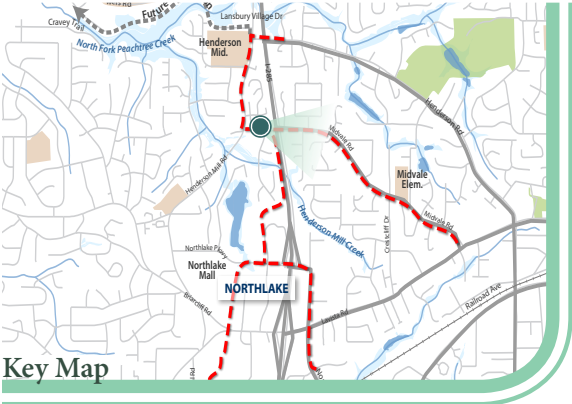 Cravey Trail
Future
Lansbury Village Dr
North Fork Peachtree Creek
Henderson
Mid.
I-285
Henderson Rd
Midvale Rd
Henderson Mill Rd
Midvale
Elem.
Midvale Rd
Henderson Mill Creek
Crestcliff Dr
Northlake Pkwy
Northlake
Mall
NORTHLAKE
Briarcliff Rd
Lavista Rd
Railroad Ave
Key Map
Rd